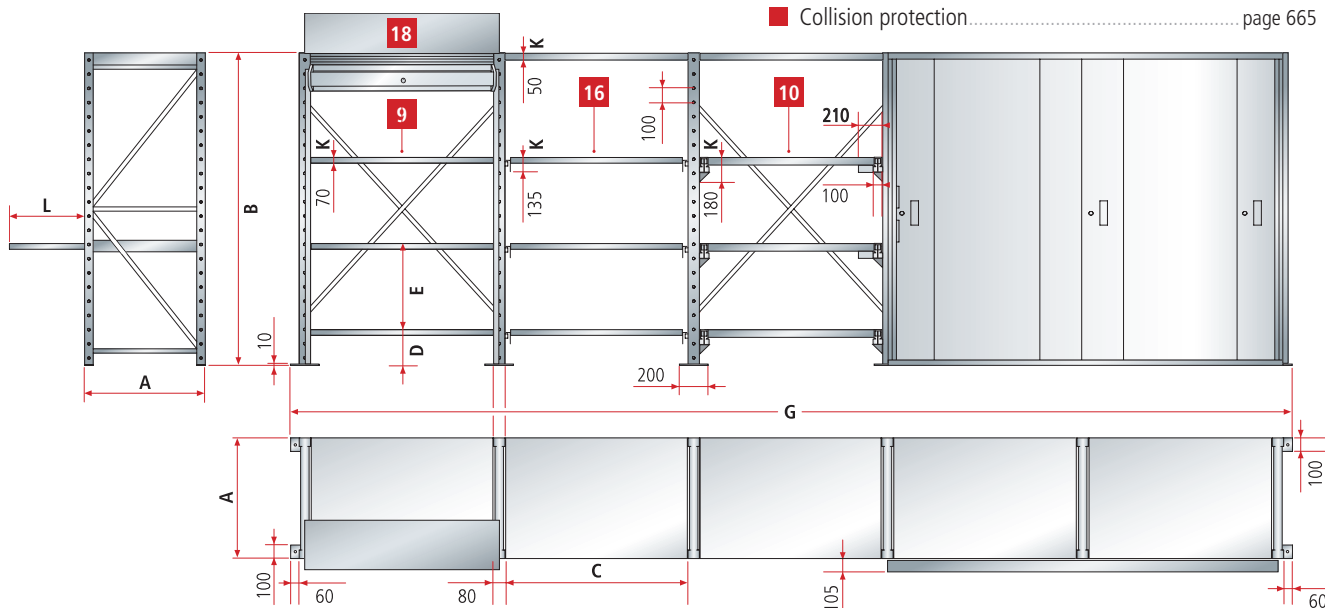 Collision protection.......................................................... page 665
18
K
50
16
10
100
210
9
K
70
K
135
K
180
100
L
B
E
D
10
A
200
G
A
100
100
60
80
C
105
60